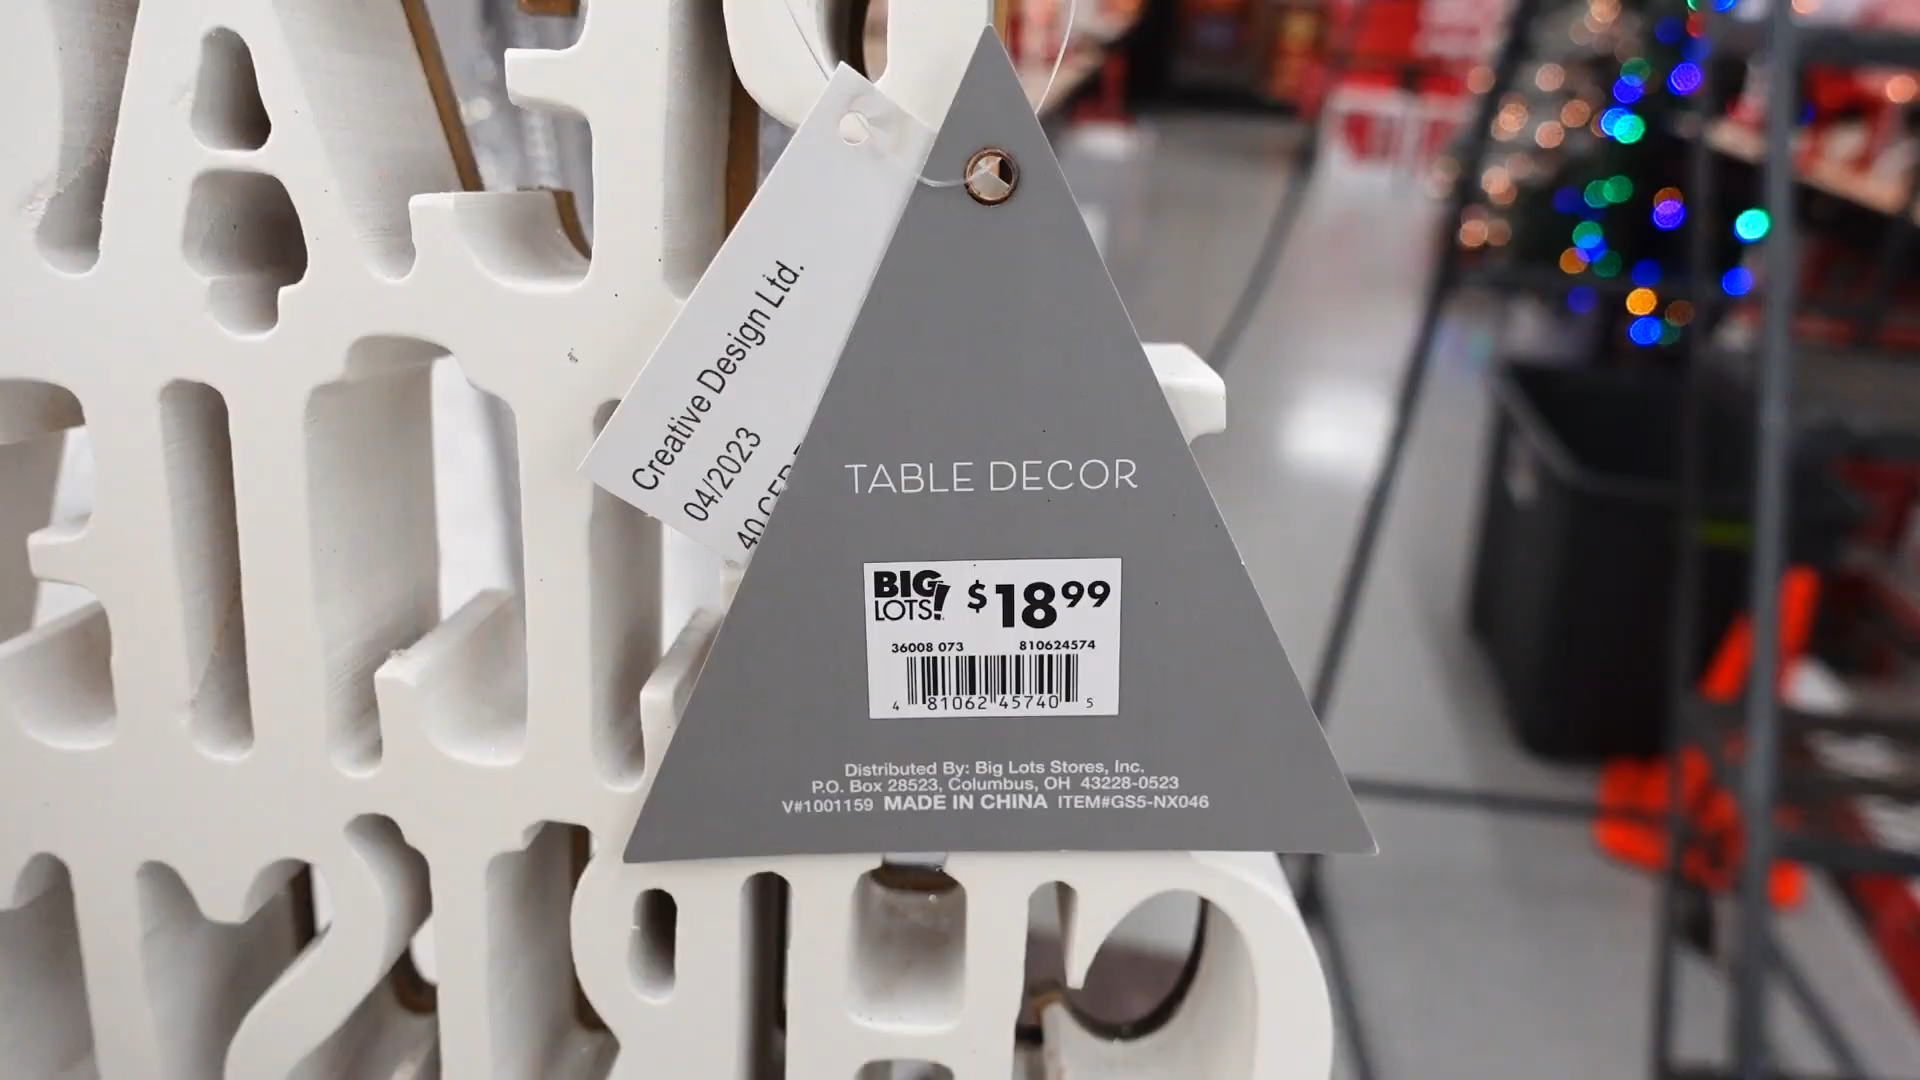 Creative Design Ltd.
04/2023
40
TABLE DECOR
BIG LOTS! $18.99
36008 073 810624574
4 81062 45740 5
Distributed By: Big Lots Stores, Inc.
P.O. Box 28523, Columbus, OH 43228-0523
V#1001159 MADE IN CHINA ITEM#GS5-NX046